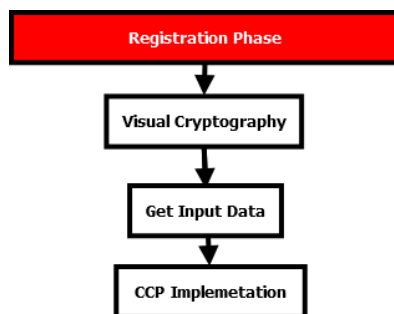 Registration Phase
Visual Cryptography
Get Input Data
CCP Implemetation